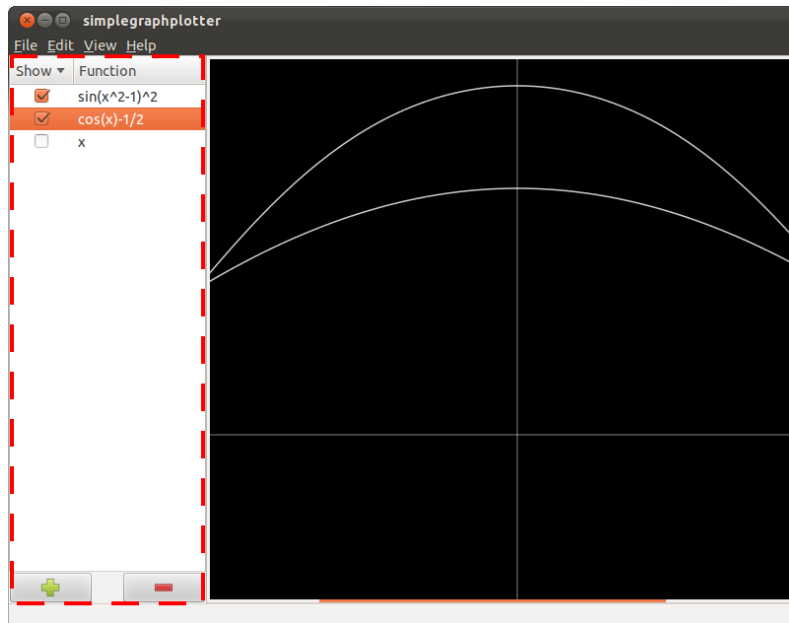 simplegraphplotter
File Edit View Help
Show Function
sin(x^2-1)^2
cos(x)-1/2
x